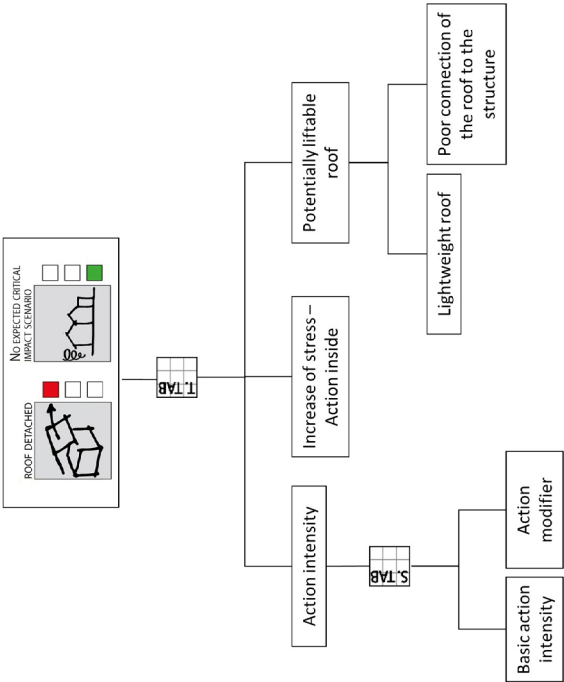 ROOF DETACHED
NO EXPECTED CRITICAL
IMPACT SCENARIO
T. TAB
Action intensity
Increase of stress –
Action inside
Potentially liftable
roof
S. TAB
Basic action
intensity
Action
modifier
Lightweight roof
Poor connection of
the roof to the
structure